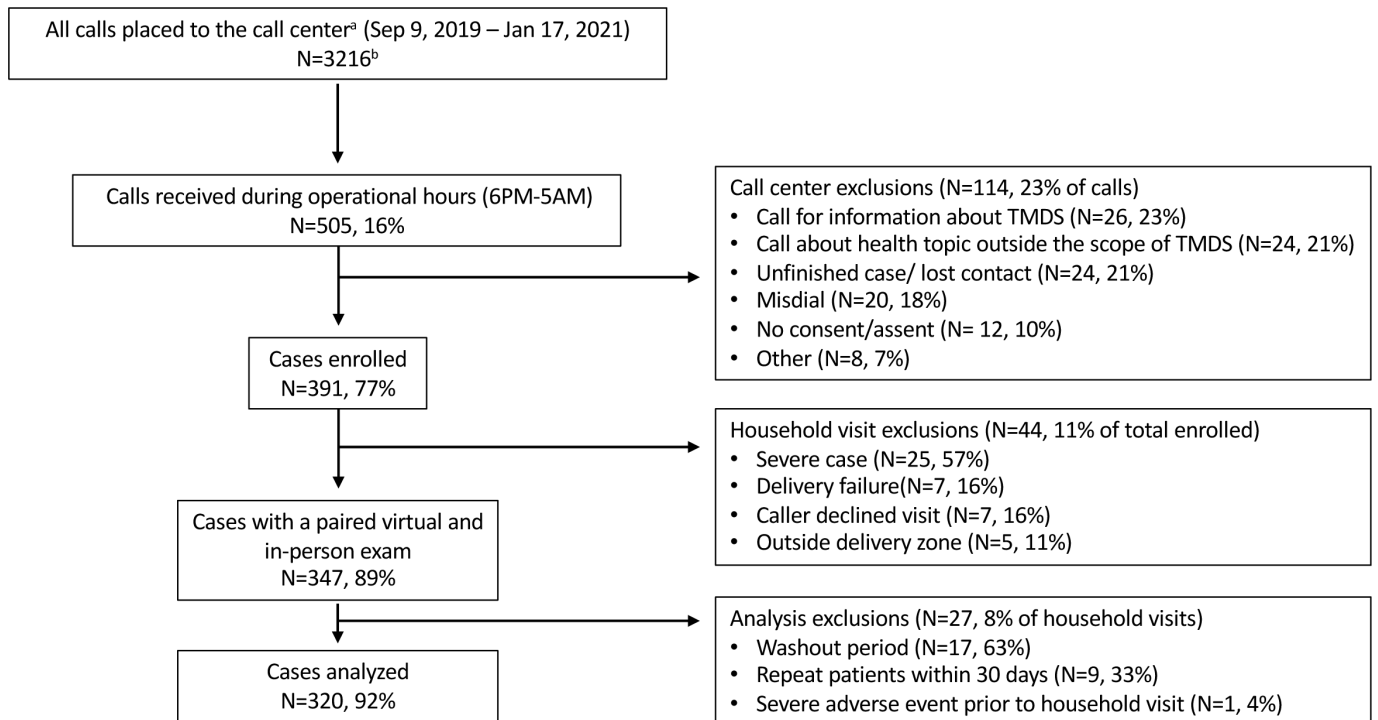 All calls placed to the call centerᵃ (Sep 9, 2019 – Jan 17, 2021)
N=3216ᵇ
Calls received during operational hours (6PM-5AM)
N=505, 16%
Call center exclusions (N=114, 23% of calls)
• Call for information about TMDS (N=26, 23%)
• Call about health topic outside the scope of TMDS (N=24, 21%)
• Unfinished case/ lost contact (N=24, 21%)
• Misdial (N=20, 18%)
• No consent/assent (N= 12, 10%)
• Other (N=8, 7%)
Cases enrolled
N=391, 77%
Household visit exclusions (N=44, 11% of total enrolled)
• Severe case (N=25, 57%)
• Delivery failure(N=7, 16%)
• Caller declined visit (N=7, 16%)
• Outside delivery zone (N=5, 11%)
Cases with a paired virtual and
in-person exam
N=347, 89%
Analysis exclusions (N=27, 8% of household visits)
• Washout period (N=17, 63%)
• Repeat patients within 30 days (N=9, 33%)
• Severe adverse event prior to household visit (N=1, 4%)
Cases analyzed
N=320, 92%